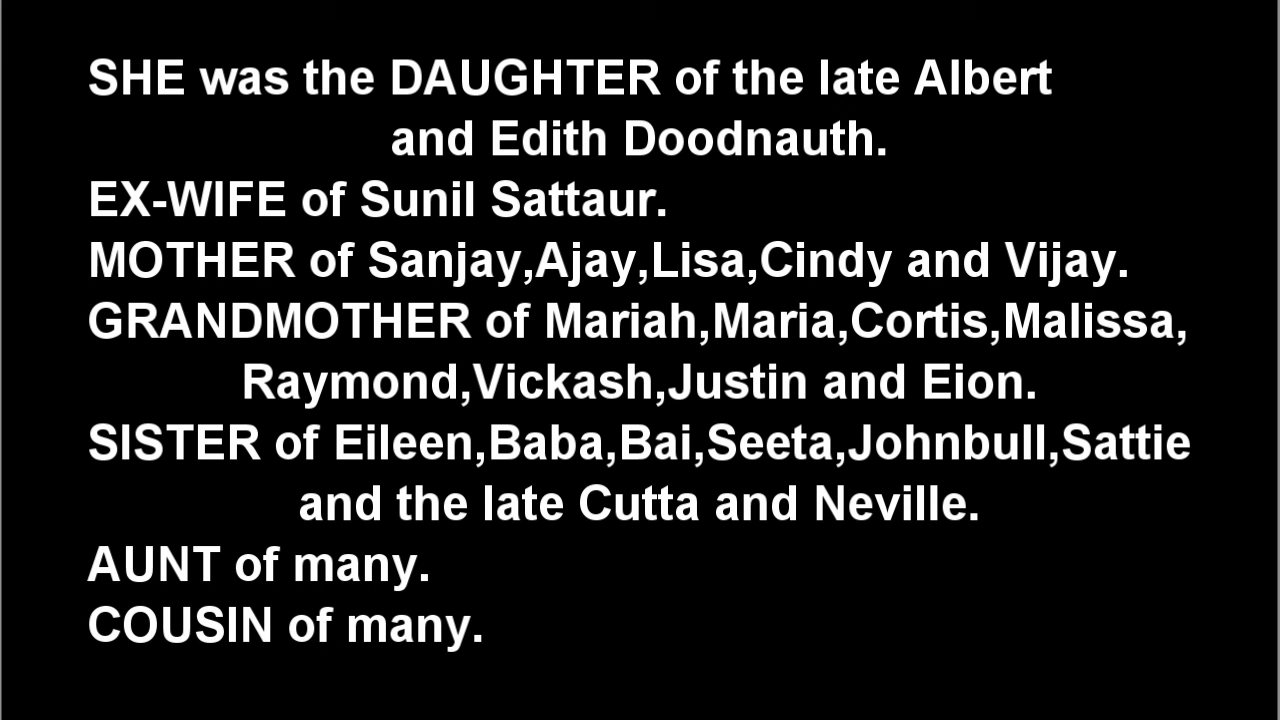 SHE was the DAUGHTER of the late Albert
and Edith Doodnauth.
EX-WIFE of Sunil Sattaur.
MOTHER of Sanjay,Ajay,Lisa,Cindy and Vijay.
GRANDMOTHER of Mariah,Maria,Cortis,Malissa,
Raymond,Vickash,Justin and Eion.
SISTER of Eileen,Baba,Bai,Seeta,Johnbull,Sattie
and the late Cutta and Neville.
AUNT of many.
COUSIN of many.